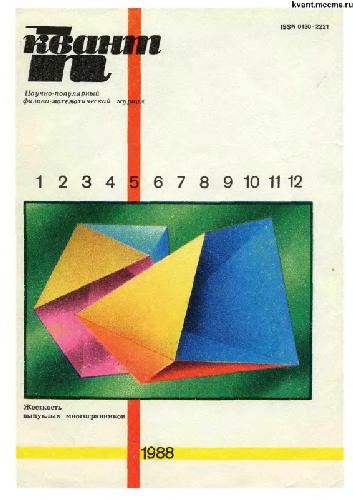 kvant.mccme.ru
ISSN 0130-2221
квант
Научно-популярный
физико-математический журнал
1 2 3 4 5 6 7 8 9 10 11 12
Жесткость
выпуклых многогранников
1988